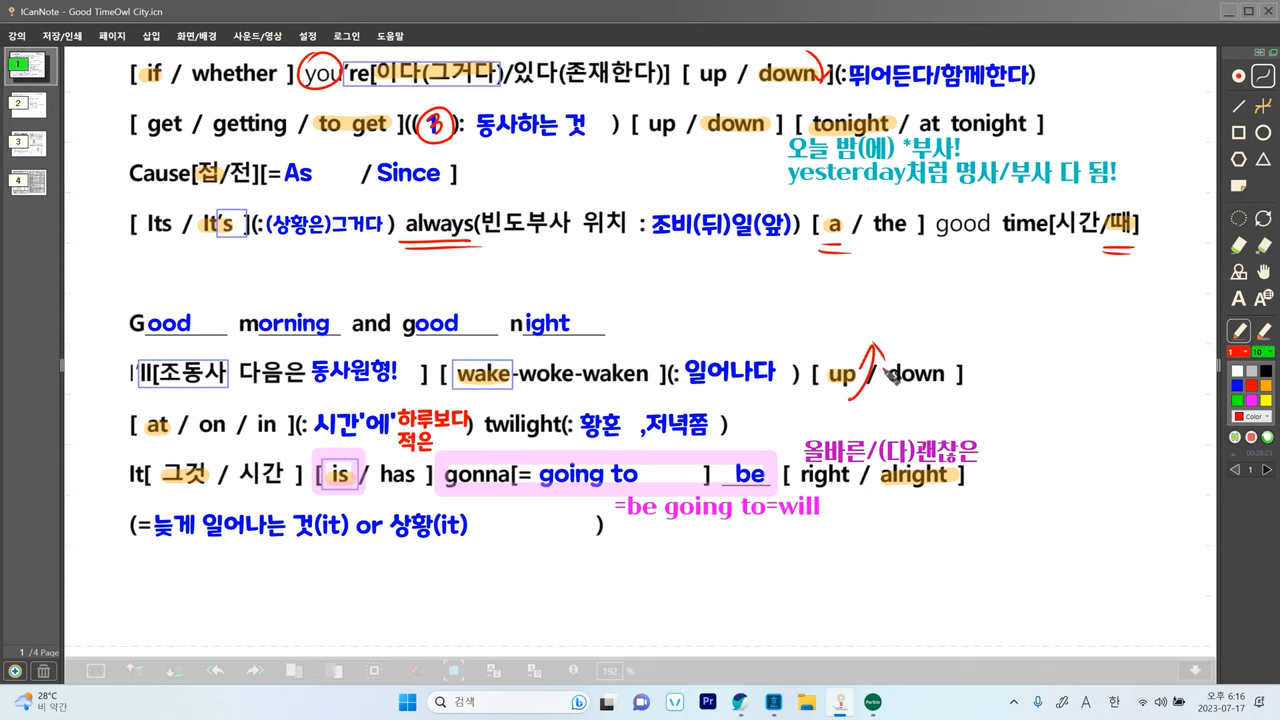 ICanNote - Good TimeOwl City.icn
강의 저장/인쇄 페이지 삽입 화면/배경 사운드/영상 설정 로그인 도움말
[ if / whether ] you're[이다(그거다)/있다(존재한다)] [ up / down ](:뛰어든다/함께한다)
[ get / getting / to get ]((3): 동사하는 것 ) [ up / down ] [ tonight / at tonight ]
오늘 밤(에) *부사!
yesterday처럼 명사/부사 다 됨!
Cause[접/전][=As / Since ]
[ Its / It's ](:(상황은)그거다 ) always(빈도부사 위치 : 조비(뒤)일(앞)) [ a / the ] good time[시간/때]
Good morning and good night
I'll[조동사 다음은 동사원형! ] [ wake-woke-waken ](: 일어나다 ) [ up / down ]
[ at / on / in ](: 시간'에' 하루보다 적은) twilight(: 황혼 ,저녁쯤 )
올바른/(다)괜찮은
It[ 그것 / 시간 ] [ is / has ] gonna[= going to ] be [ right / alright ]
=be going to=will
(=늦게 일어나는 것(it) or 상황(it) )
1
2
3
4
1 /4 Page
192 %
1
10
Color
1
28°C
비 약간
검색
Pr
A 한
오후 6:16
2023-07-17